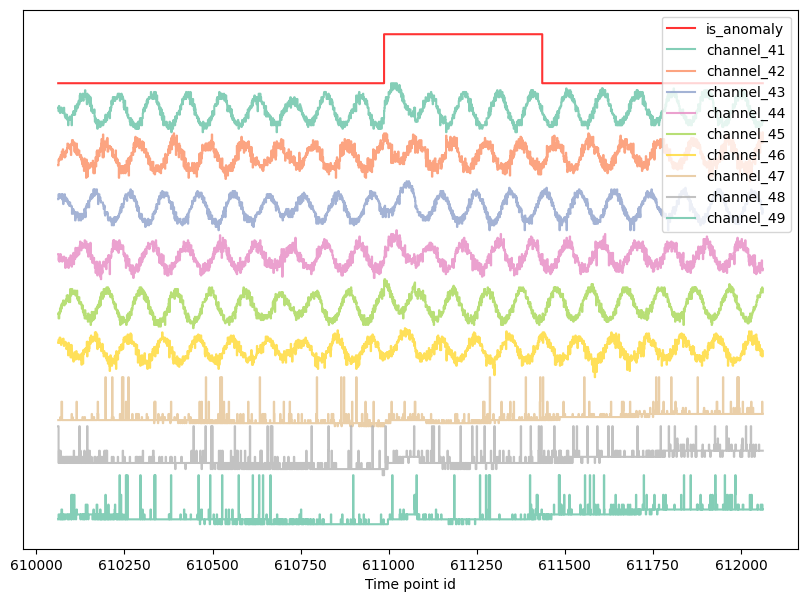 is_anomaly
channel_41
channel_42
channel_43
channel_44
channel_45
channel_46
channel_47
channel_48
channel_49
610000 610250 610500 610750 611000 611250 611500 611750 612000
Time point id